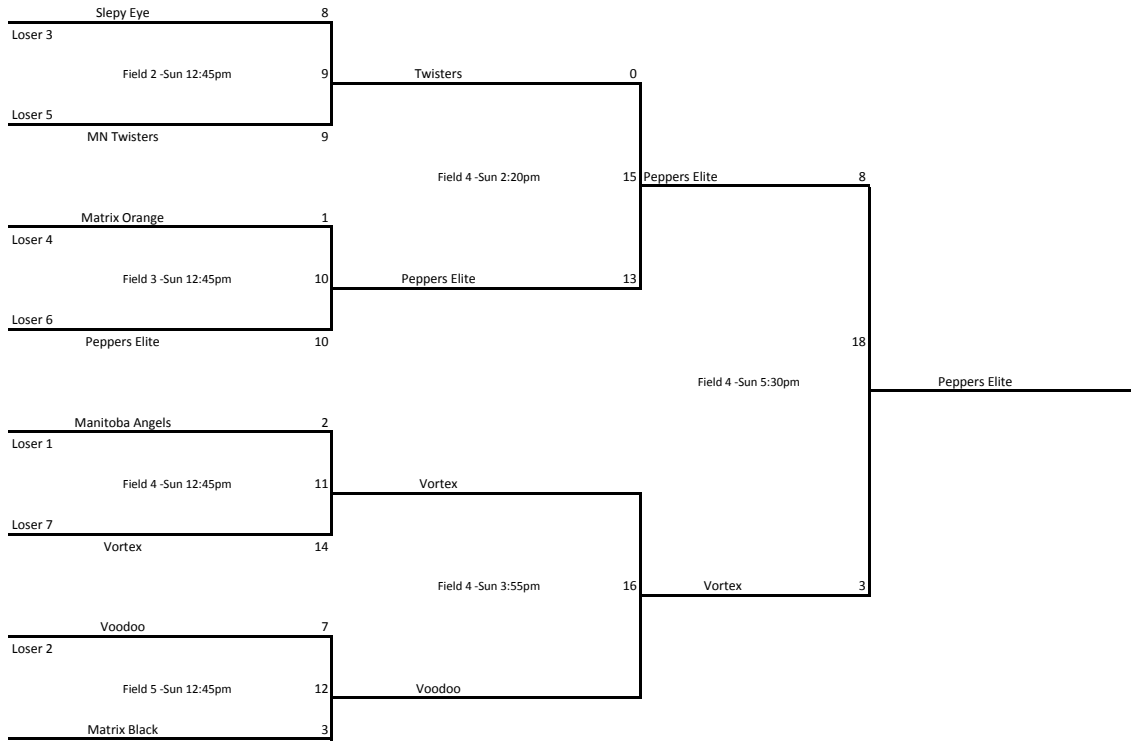 Slepy Eye 8
Loser 3
Field 2 -Sun 12:45pm 9 Twisters 0
Loser 5
MN Twisters 9
Field 4 -Sun 2:20pm 15 Peppers Elite 8
Matrix Orange 1
Loser 4
Field 3 -Sun 12:45pm 10 Peppers Elite 13
Loser 6
Peppers Elite 10 18
Field 4 -Sun 5:30pm Peppers Elite
Manitoba Angels 2
Loser 1
Field 4 -Sun 12:45pm 11 Vortex
Loser 7
Vortex 14
Field 4 -Sun 3:55pm 16 Vortex 3
Voodoo 7
Loser 2
Field 5 -Sun 12:45pm 12 Voodoo
Matrix Black 3